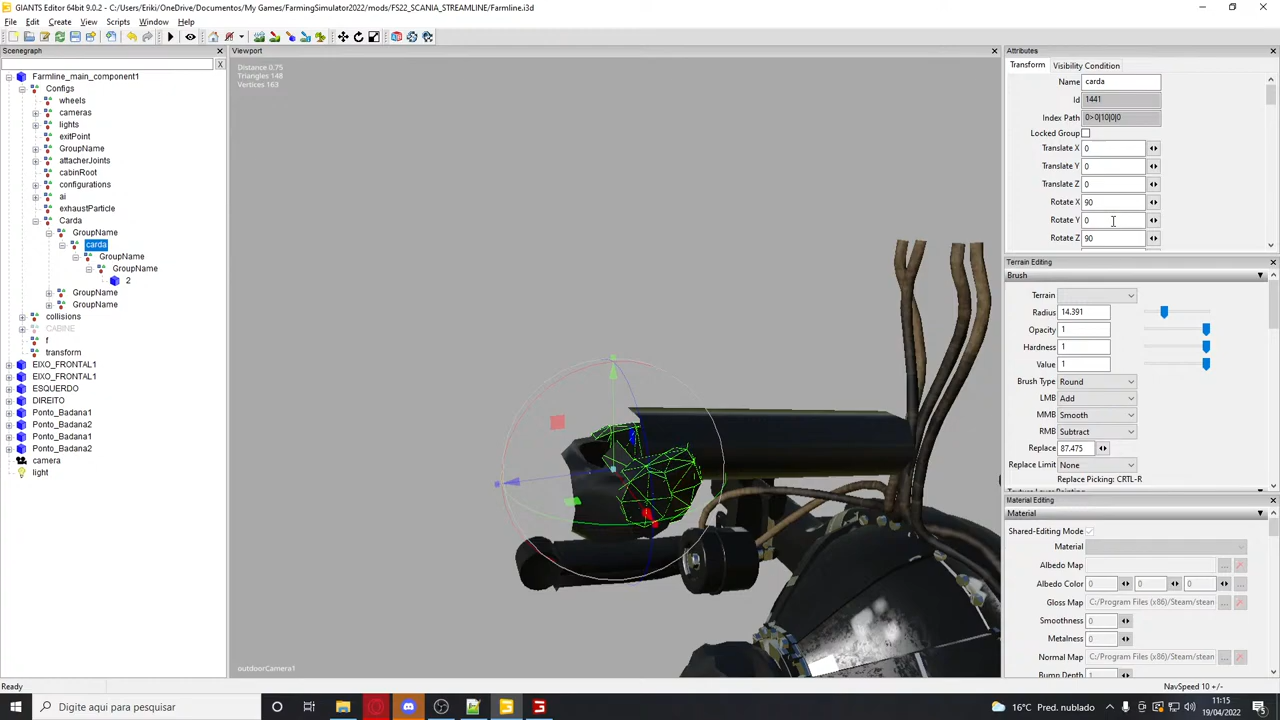 GIANTS Editor 64bit 9.0.2 - C:/Users/Eriki/OneDrive/Documentos/My Games/FarmingSimulator2022/mods/FS22_SCANIA_STREAMLINE/Farmline.i3d
File Edit Create View Scripts Window Help
Scenegraph
X
Farmline_main_component1
Configs
wheels
cameras
lights
exitPoint
GroupName
attacherJoints
cabinRoot
configurations
ai
exhaustParticle
Carda
GroupName
carda
GroupName
GroupName
2
GroupName
GroupName
collisions
CABINE
f
transform
EIXO_FRONTAL1
EIXO_FRONTAL1
ESQUERDO
DIREITO
Ponto_Badana1
Ponto_Badana2
Ponto_Badana1
Ponto_Badana2
camera
light
Viewport
Distance 0.75
Triangles 148
Vertices 163
outdoorCamera1
Attributes
Transform Visibility Condition
Name carda
Id 1441
Index Path 0>0|10|0|0
Locked Group
Translate X 0
Translate Y 0
Translate Z 0
Rotate X 90
Rotate Y 0
Rotate Z 90
Terrain Editing
Brush
Terrain
Radius 14.391
Opacity 1
Hardness 1
Value 1
Brush Type Round
LMB Add
MMB Smooth
RMB Subtract
Replace 87.475
Replace Limit None
Replace Picking: CRTL-R
Material Editing
Material
Shared-Editing Mode
Material
Albedo Map ...
Albedo Color 0 0 0 ...
Gloss Map C:/Program Files (x86)/Steam/stean ...
Smoothness 0
Metalness 0
Normal Map C:/Program Files (x86)/Steam/stean ...
Bump Depth 1
Ready
NavSpeed 10 +/-
Digite aqui para pesquisar
16°C Pred. nublado
11:15
19/04/2022